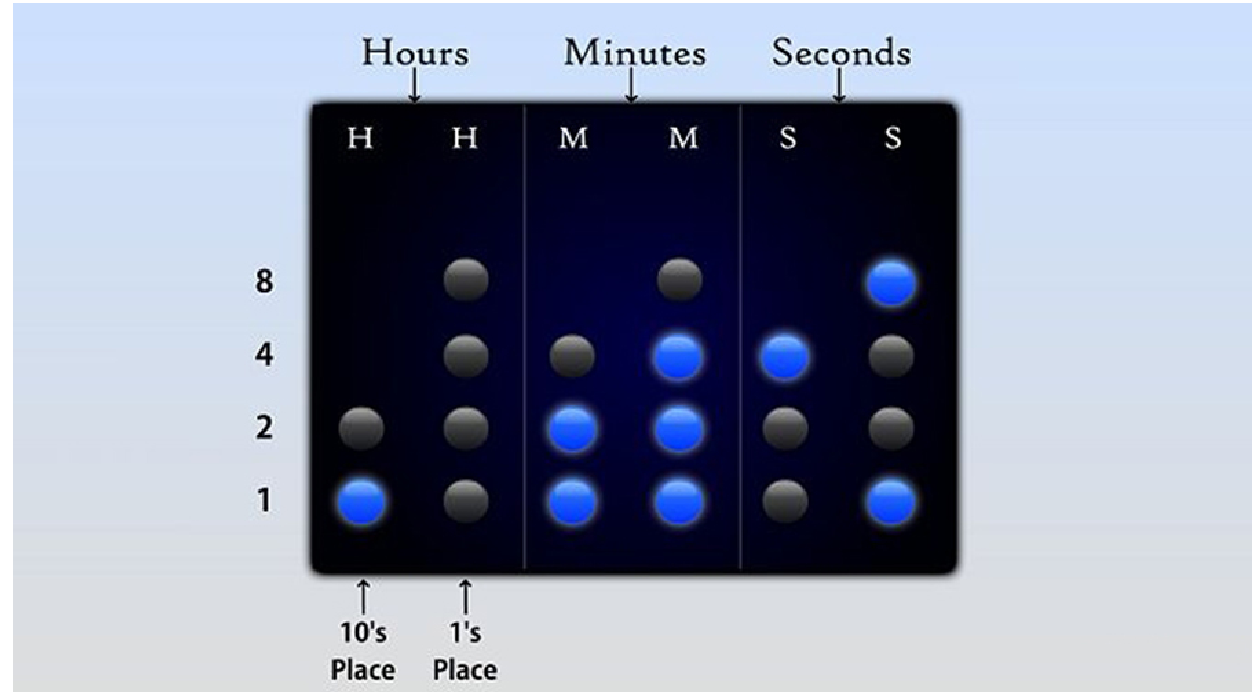 Hours Minutes Seconds
H H M M S S
8
4
2
1
10's 1's
Place Place